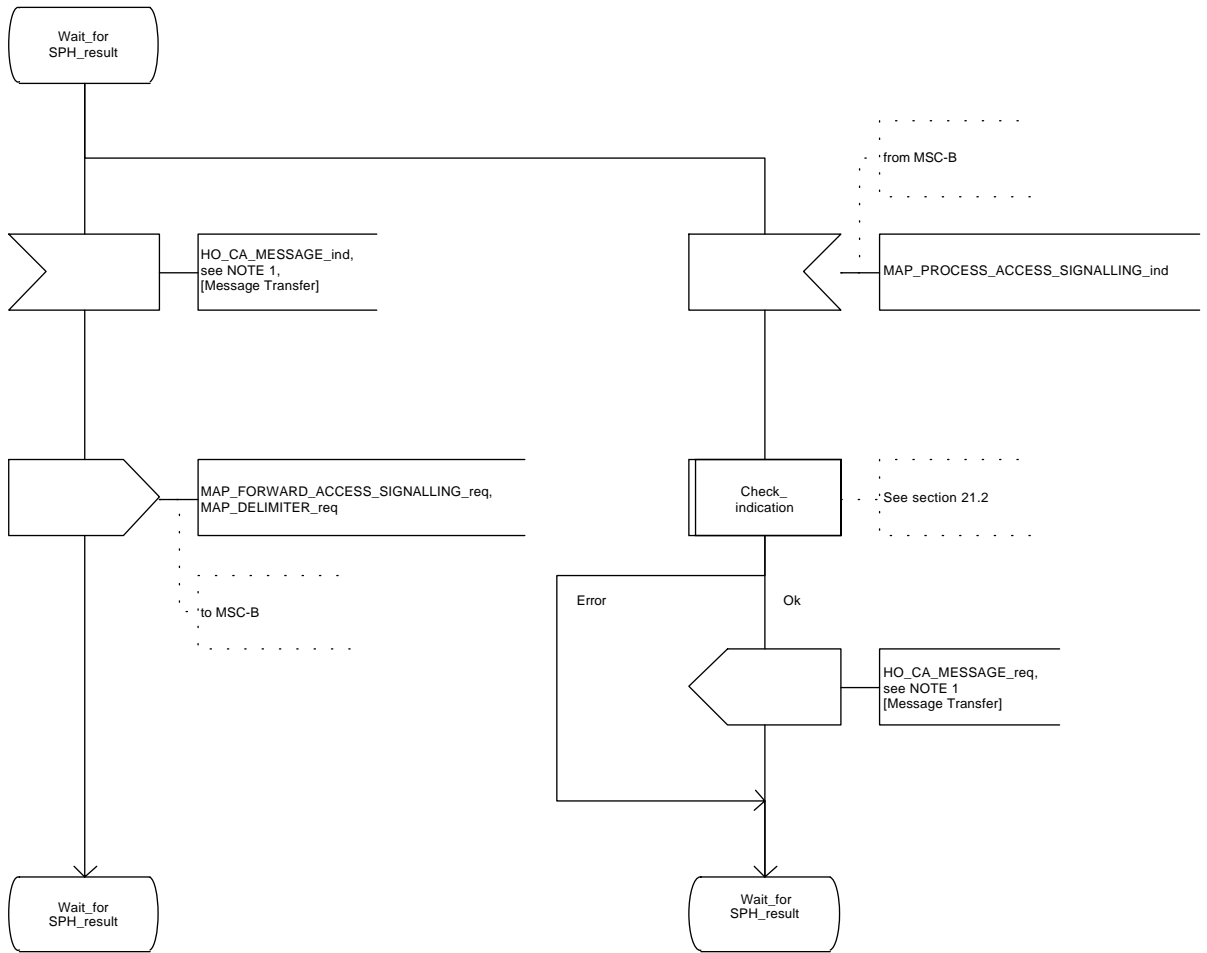 Wait_for
SPH_result
from MSC-B
HO_CA_MESSAGE_ind,
see NOTE 1,
[Message Transfer]
MAP_PROCESS_ACCESS_SIGNALLING_ind
MAP_FORWARD_ACCESS_SIGNALLING_req,
MAP_DELIMITER_req
Check_
indication
See section 21.2
to MSC-B
Error
Ok
HO_CA_MESSAGE_req,
see NOTE 1
[Message Transfer]
Wait_for
SPH_result
Wait_for
SPH_result